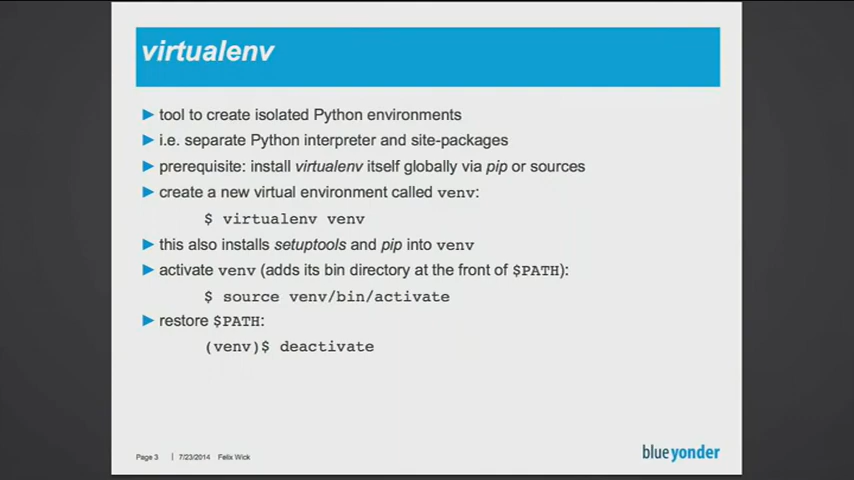 virtualenv
tool to create isolated Python environments
i.e. separate Python interpreter and site-packages
prerequisite: install virtualenv itself globally via pip or sources
create a new virtual environment called venv:
$ virtualenv venv
this also installs setuptools and pip into venv
activate venv (adds its bin directory at the front of $PATH):
$ source venv/bin/activate
restore $PATH:
(venv)$ deactivate
Page 3 | 7/23/2014 Felix Wick
blueyonder